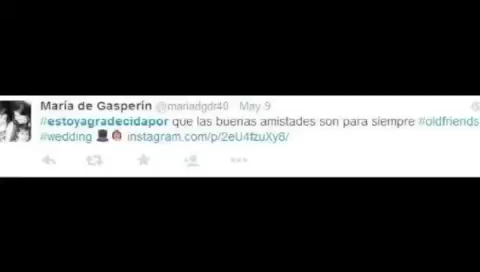 María de Gasperín @mariadgdr40 May 9
#estoyagradecidapor que las buenas amistades son para siempre #oldfriends
#wedding 🎩👰 instagram.com/p/2eU4fzuXy8/